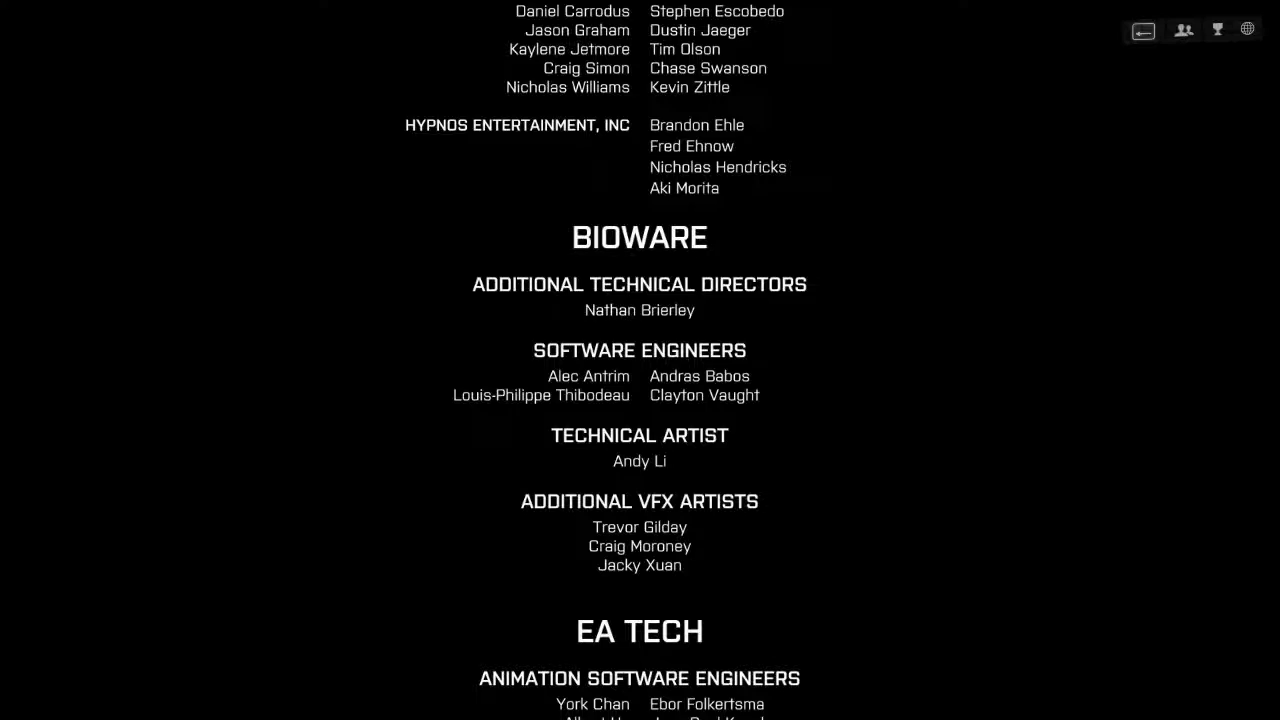 Daniel Carrodus Stephen Escobedo
Jason Graham Dustin Jaeger
Kaylene Jetmore Tim Olson
Craig Simon Chase Swanson
Nicholas Williams Kevin Zittle
HYPNOS ENTERTAINMENT, INC Brandon Ehle
Fred Ehnow
Nicholas Hendricks
Aki Morita
BIOWARE
ADDITIONAL TECHNICAL DIRECTORS
Nathan Brierley
SOFTWARE ENGINEERS
Alec Antrim Andras Babos
Louis-Philippe Thibodeau Clayton Vaught
TECHNICAL ARTIST
Andy Li
ADDITIONAL VFX ARTISTS
Trevor Gilday
Craig Moroney
Jacky Xuan
EA TECH
ANIMATION SOFTWARE ENGINEERS
York Chan Ebor Folkertsma